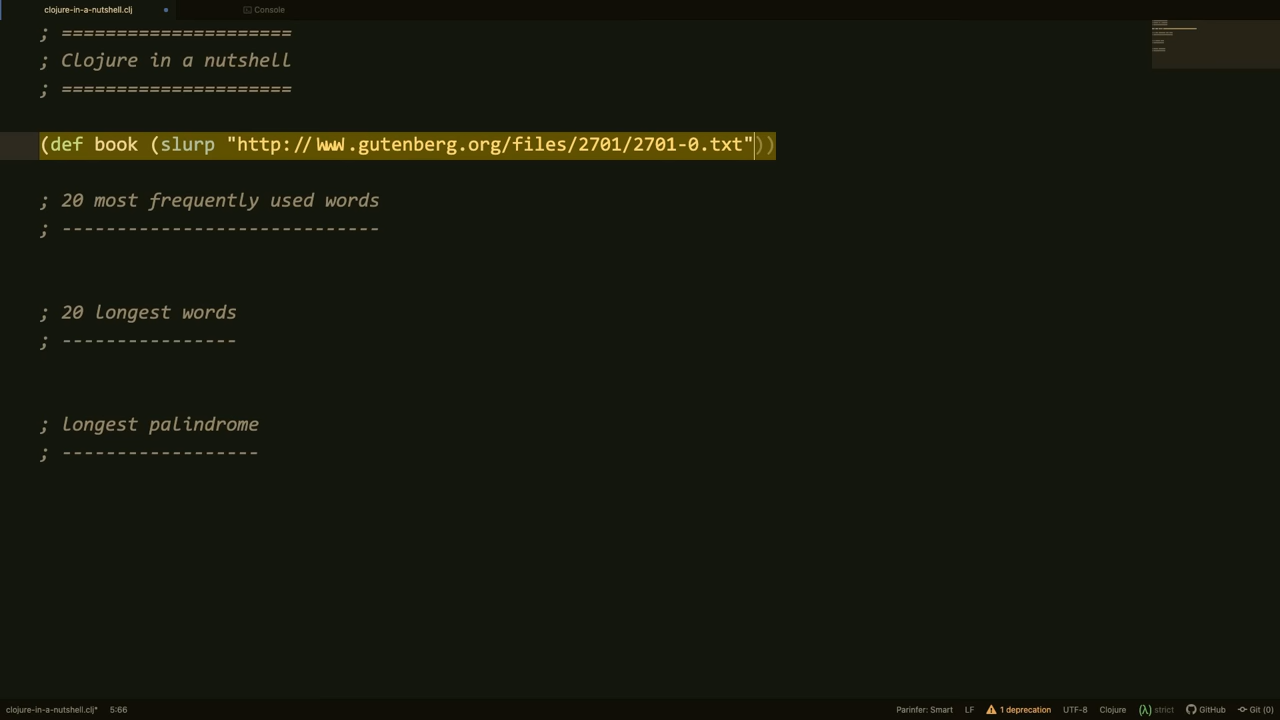 clojure-in-a-nutshell.clj Console
; =====================
; Clojure in a nutshell
; =====================
(def book (slurp "http://www.gutenberg.org/files/2701/2701-0.txt"))
; 20 most frequently used words
; -----------------------------
; 20 longest words
; ----------------
; longest palindrome
; ------------------
clojure-in-a-nutshell.clj* 5:66 Parinfer: Smart LF 1 deprecation UTF-8 Clojure (λ) strict GitHub Git (0)